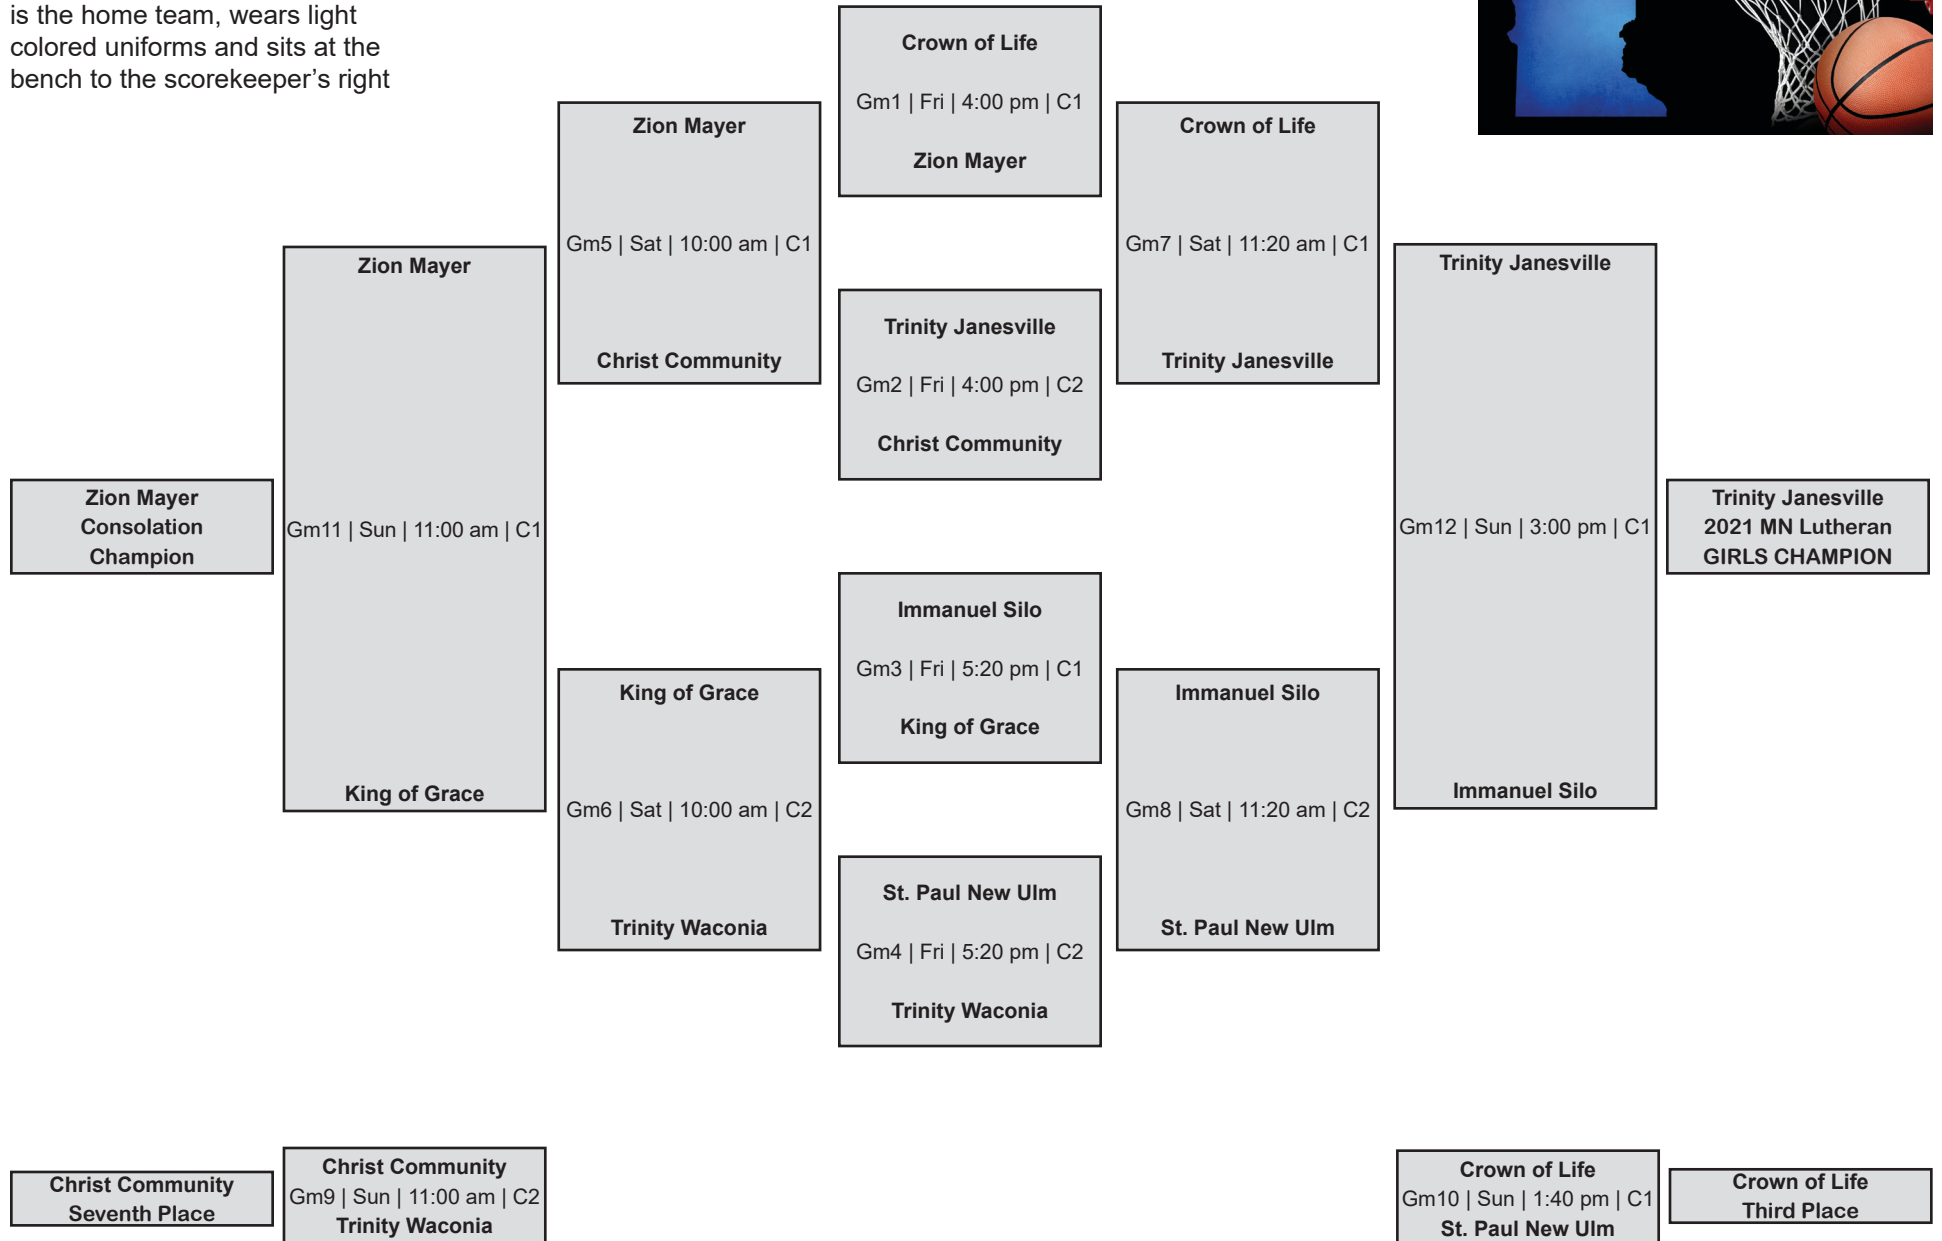 is the home team, wears light
colored uniforms and sits at the
bench to the scorekeeper's right
Crown of Life
Gm1 | Fri | 4:00 pm | C1
Zion Mayer
Zion Mayer
Gm5 | Sat | 10:00 am | C1
Christ Community
Crown of Life
Gm7 | Sat | 11:20 am | C1
Trinity Janesville
Trinity Janesville
Gm2 | Fri | 4:00 pm | C2
Christ Community
Zion Mayer
Gm11 | Sun | 11:00 am | C1
King of Grace
Trinity Janesville
Gm12 | Sun | 3:00 pm | C1
Immanuel Silo
Zion Mayer
Consolation
Champion
Trinity Janesville
2021 MN Lutheran
GIRLS CHAMPION
Immanuel Silo
Gm3 | Fri | 5:20 pm | C1
King of Grace
King of Grace
Gm6 | Sat | 10:00 am | C2
Trinity Waconia
Immanuel Silo
Gm8 | Sat | 11:20 am | C2
St. Paul New Ulm
St. Paul New Ulm
Gm4 | Fri | 5:20 pm | C2
Trinity Waconia
Christ Community
Seventh Place
Christ Community
Gm9 | Sun | 11:00 am | C2
Trinity Waconia
Crown of Life
Gm10 | Sun | 1:40 pm | C1
St. Paul New Ulm
Crown of Life
Third Place